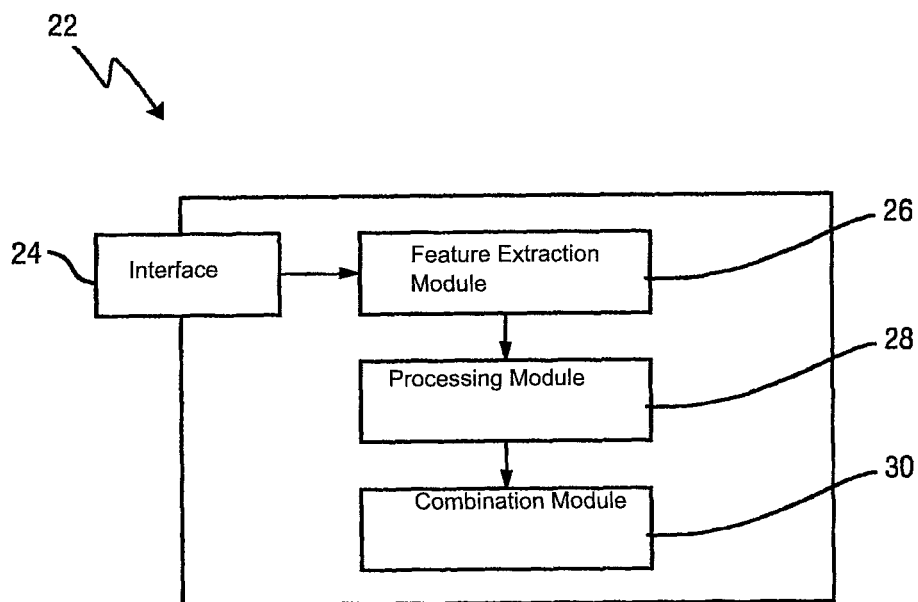 22
24
Interface
Feature Extraction
Module
26
Processing Module
28
Combination Module
30